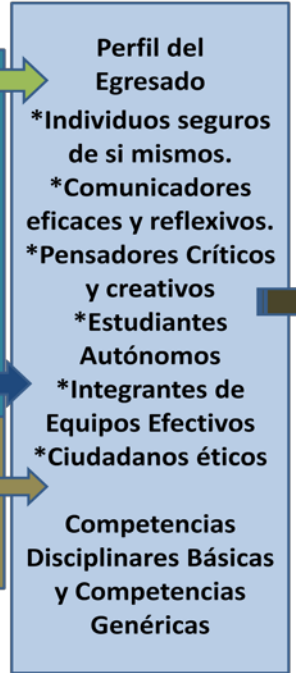 Perfil del
Egresado
*Individuos seguros
de si mismos.
*Comunicadores
eficaces y reflexivos.
*Pensadores Críticos
y creativos
*Estudiantes
Autónomos
*Integrantes de
Equipos Efectivos
*Ciudadanos éticos
Competencias
Disciplinares Básicas
y Competencias
Genéricas